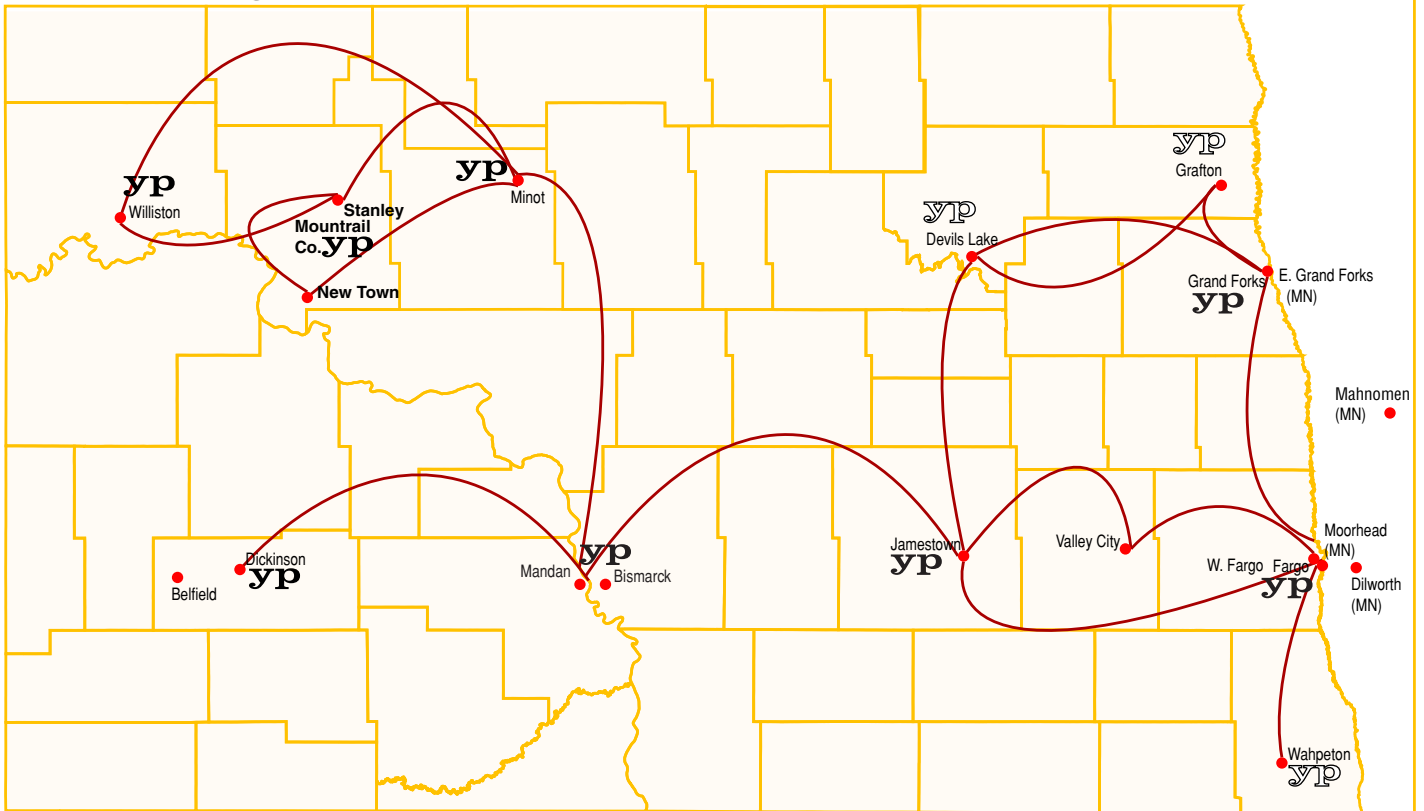 yp
Grafton
yp
Minot
yp
Williston
yp
Devils Lake
Stanley
Mountrail
Co. yp
New Town
Grand Forks
yp
E. Grand Forks
(MN)
Mahnomen
(MN)
Jamestown
yp
Valley City
Moorhead
(MN)
W. Fargo
Fargo
yp
Dilworth
(MN)
Dickinson
yp
Belfield
yp
Mandan
Bismarck
Wahpeton
yp